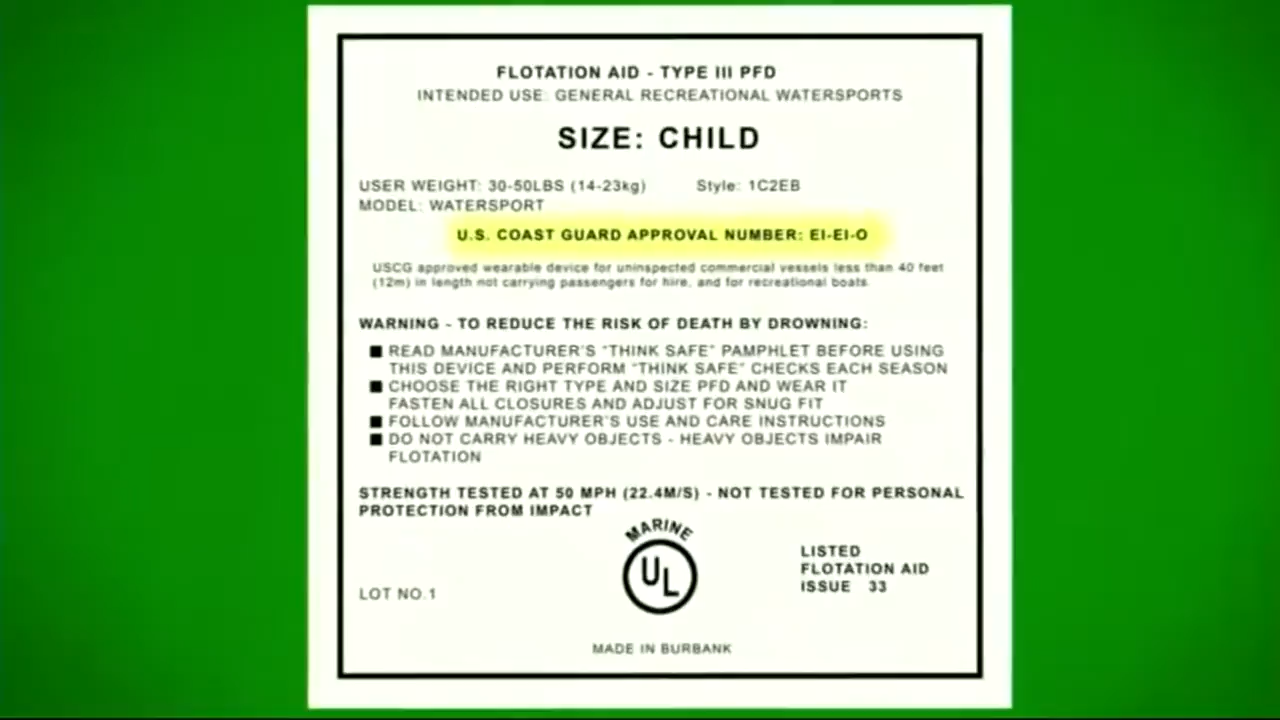 FLOTATION AID - TYPE III PFD
INTENDED USE: GENERAL RECREATIONAL WATERSPORTS
SIZE: CHILD
USER WEIGHT: 30-50LBS (14-23kg) Style: 1C2EB
MODEL: WATERSPORT
U.S. COAST GUARD APPROVAL NUMBER: EI-EI-O
USCG approved wearable device for uninspected commercial vessels less than 40 feet
(12m) in length not carrying passengers for hire, and for recreational boats.
WARNING - TO REDUCE THE RISK OF DEATH BY DROWNING:
■ READ MANUFACTURER'S "THINK SAFE" PAMPHLET BEFORE USING
THIS DEVICE AND PERFORM "THINK SAFE" CHECKS EACH SEASON
■ CHOOSE THE RIGHT TYPE AND SIZE PFD AND WEAR IT
FASTEN ALL CLOSURES AND ADJUST FOR SNUG FIT
■ FOLLOW MANUFACTURER'S USE AND CARE INSTRUCTIONS
■ DO NOT CARRY HEAVY OBJECTS - HEAVY OBJECTS IMPAIR
FLOTATION
STRENGTH TESTED AT 50 MPH (22.4M/S) - NOT TESTED FOR PERSONAL
PROTECTION FROM IMPACT
MARINE
UL
LISTED
FLOTATION AID
ISSUE 33
LOT NO.1
MADE IN BURBANK